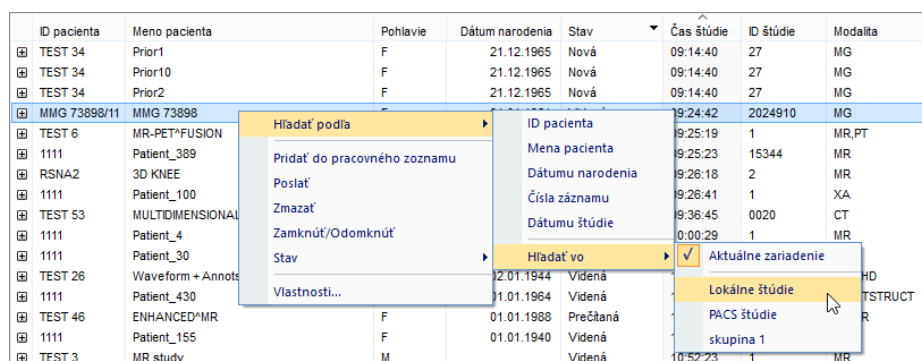 ID pacienta Meno pacienta Pohlavie Dátum narodenia Stav Čas štúdie ID štúdie Modalita
TEST 34 Prior1 F 21.12.1965 Nová 09:14:40 27 MG
TEST 34 Prior10 F 21.12.1965 Nová 09:14:40 27 MG
TEST 34 Prior2 F 21.12.1965 Nová 09:14:40 27 MG
MMG 73898/11 MMG 73898 09:24:42 2024910 MG
TEST 6 MR-PET^FUSION 09:25:19 1 MR,PT
1111 Patient_389 09:25:23 15344 MR
RSNA2 3D KNEE 09:26:18 2 MR
1111 Patient_100 09:26:41 1 XA
TEST 53 MULTIDIMENSIONAL 09:36:45 0020 CT
1111 Patient_4 0:00:29 1 MR
1111 Patient_30
TEST 26 Waveform + Annots 02.01.1944 Videná HD
1111 Patient_430 01.01.1964 Videná TSTRUCT
TEST 46 ENHANCED^MR F 01.01.1988 Prečítaná R
1111 Patient_155 F 01.01.1940 Videná
TEST 3 MR study M Videná 10:52:23 1 MR
Hľadať podľa
Pridať do pracovného zoznamu
Poslať
Zmazať
Zamknúť/Odomknúť
Stav
Vlastnosti...
ID pacienta
Mena pacienta
Dátumu narodenia
Čísla záznamu
Dátumu štúdie
Hľadať vo
Aktuálne zariadenie
Lokálne štúdie
PACS štúdie
skupina 1